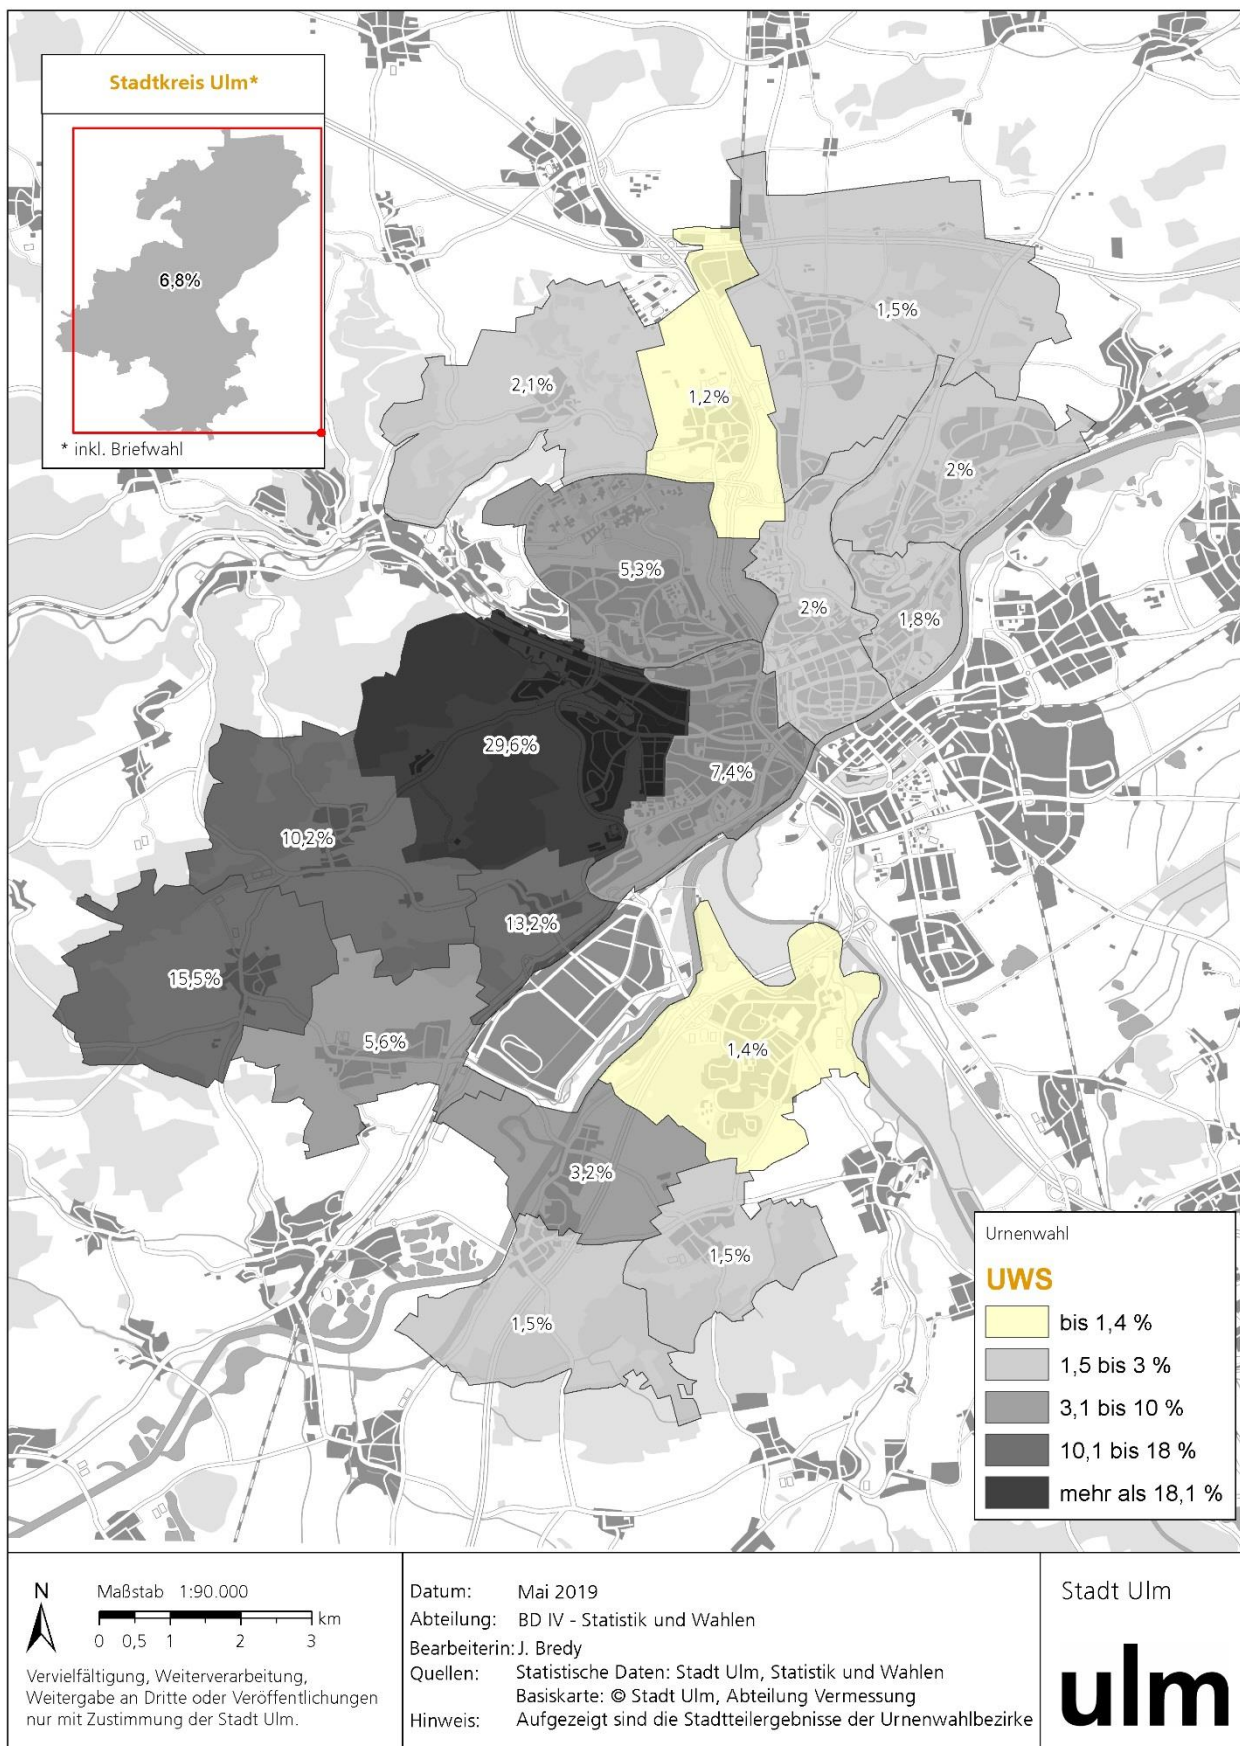 Stadtkreis Ulm*
6,8%
* inkl. Briefwahl
1,5%
2,1%
1,2%
2%
5,3%
2%
1,8%
29,6%
7,4%
10,2%
13,2%
15,5%
5,6%
1,4%
3,2%
1,5%
1,5%
Urnenwahl
UWS
bis 1,4 %
1,5 bis 3 %
3,1 bis 10 %
10,1 bis 18 %
mehr als 18,1 %
N
Maßstab 1:90.000
km
0 0,5 1 2 3
Vervielfältigung, Weiterverarbeitung,
Weitergabe an Dritte oder Veröffentlichungen
nur mit Zustimmung der Stadt Ulm.
Datum: Mai 2019
Abteilung: BD IV - Statistik und Wahlen
Bearbeiterin: J. Bredy
Quellen: Statistische Daten: Stadt Ulm, Statistik und Wahlen
Basiskarte: © Stadt Ulm, Abteilung Vermessung
Hinweis: Aufgezeigt sind die Stadtteilergebnisse der Urnenwahlbezirke
Stadt Ulm
ulm